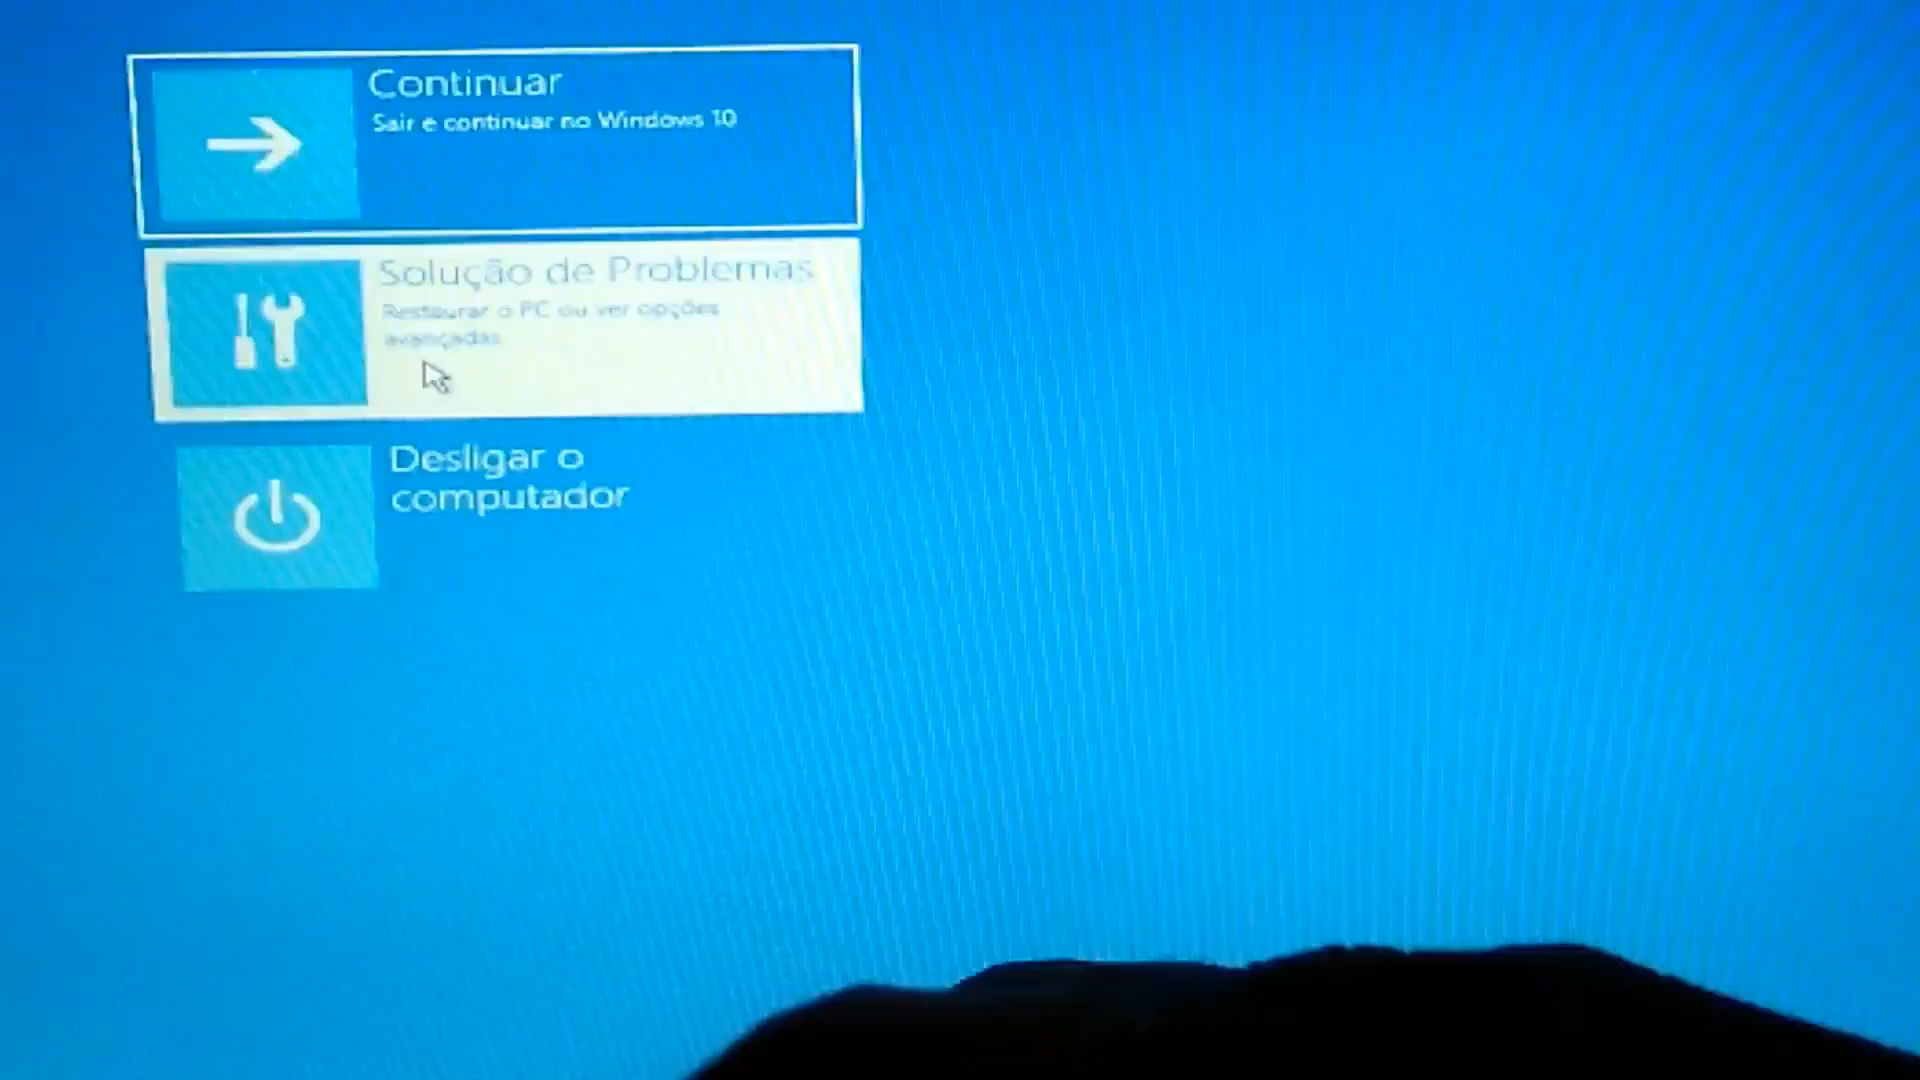 Continuar
Sair e continuar no Windows 10
Solução de Problemas
Restaurar o PC ou ver opções
avançadas
Desligar o
computador